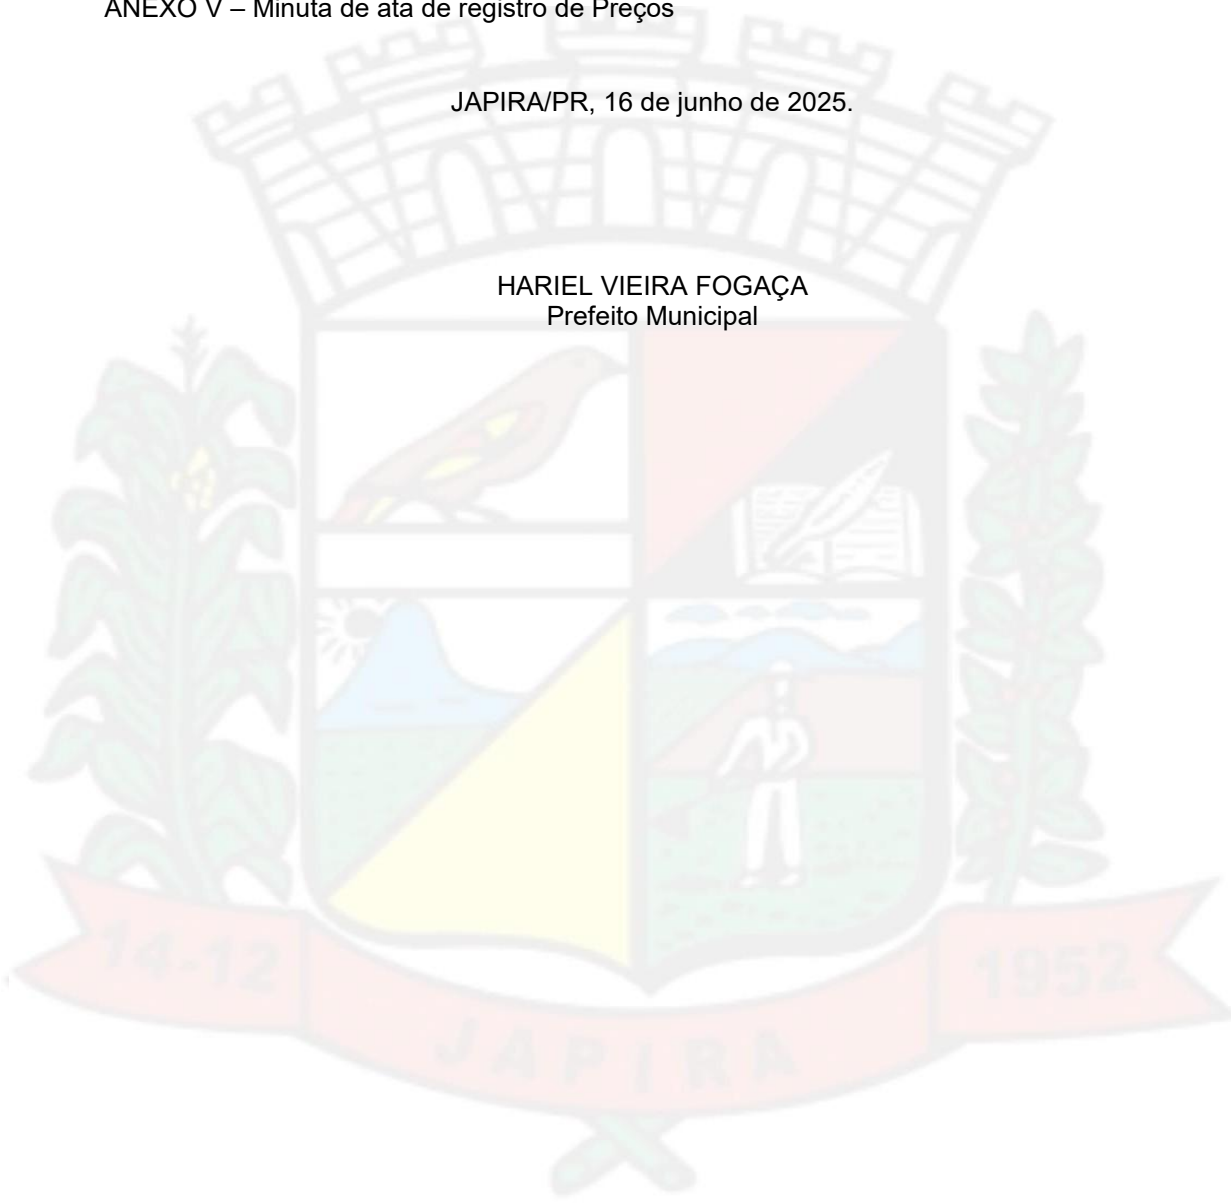 ANEXO V – Minuta de ata de registro de Preços
JAPIRA/PR, 16 de junho de 2025.
HARIEL VIEIRA FOGAÇA
Prefeito Municipal
14-12
1952
JAPIRA